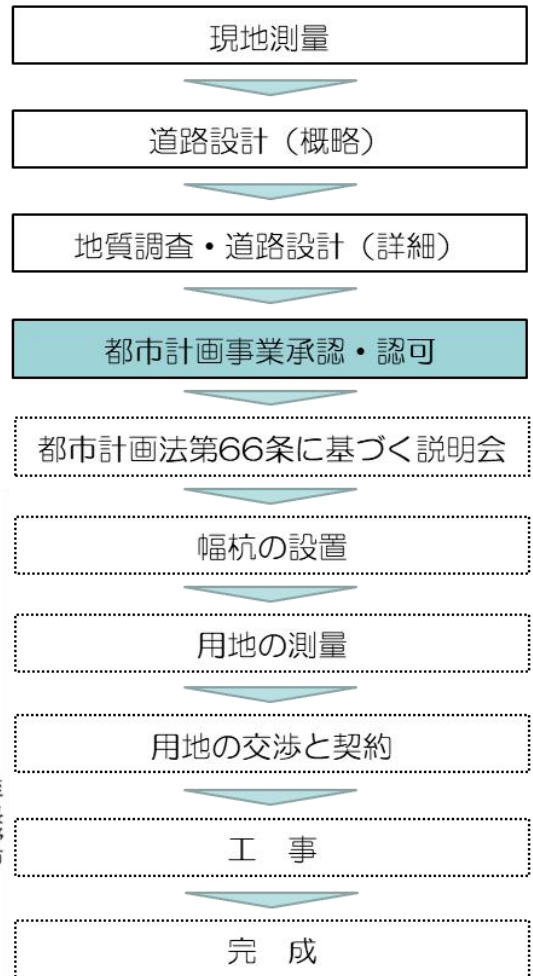 現地測量
道路設計（概略）
地質調査・道路設計（詳細）
都市計画事業承認・認可
都市計画法第66条に基づく説明会
幅杭の設置
用地の測量
用地の交渉と契約
工　事
完　成